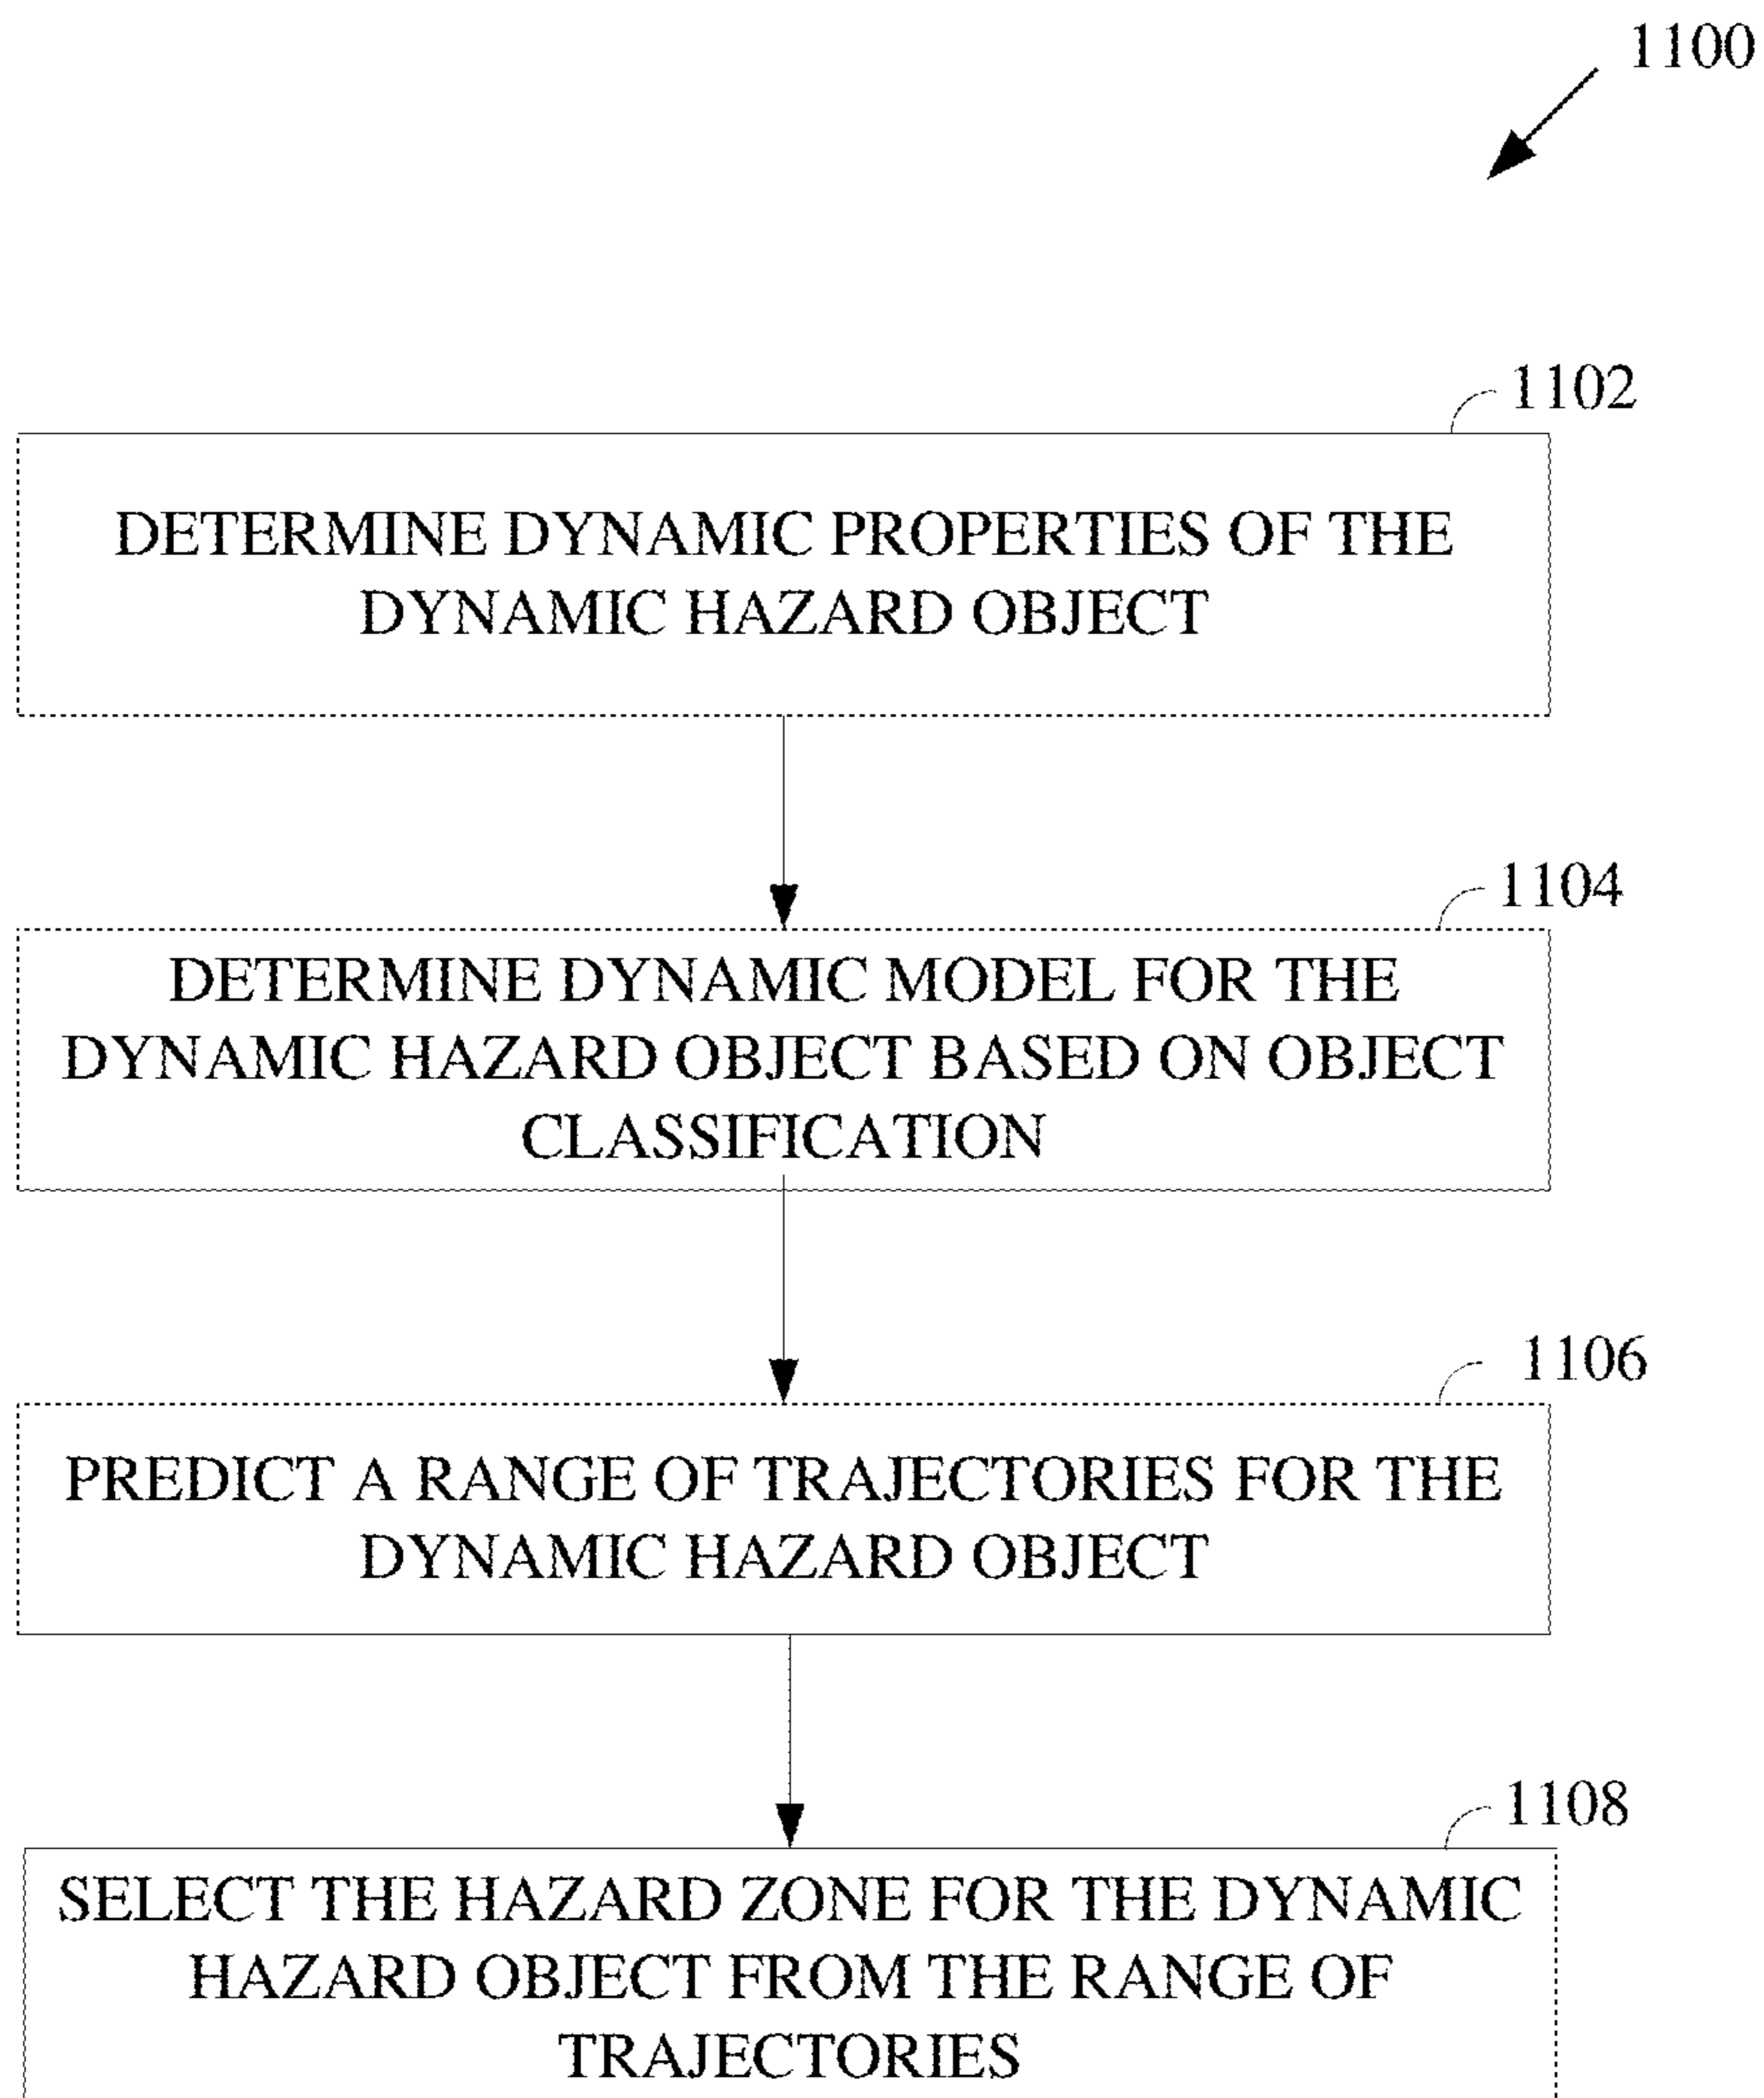 1100
1102
DETERMINE DYNAMIC PROPERTIES OF THE
DYNAMIC HAZARD OBJECT
1104
DETERMINE DYNAMIC MODEL FOR THE
DYNAMIC HAZARD OBJECT BASED ON OBJECT
CLASSIFICATION
1106
PREDICT A RANGE OF TRAJECTORIES FOR THE
DYNAMIC HAZARD OBJECT
1108
SELECT THE HAZARD ZONE FOR THE DYNAMIC
HAZARD OBJECT FROM THE RANGE OF
TRAJECTORIES